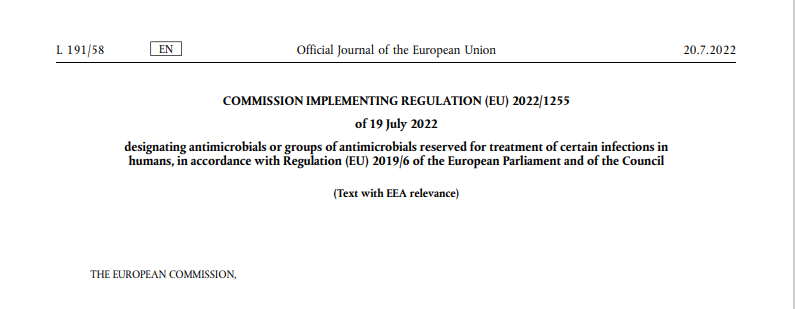 L 191/58 EN Official Journal of the European Union 20.7.2022
COMMISSION IMPLEMENTING REGULATION (EU) 2022/1255
of 19 July 2022
designating antimicrobials or groups of antimicrobials reserved for treatment of certain infections in
humans, in accordance with Regulation (EU) 2019/6 of the European Parliament and of the Council
(Text with EEA relevance)
THE EUROPEAN COMMISSION,